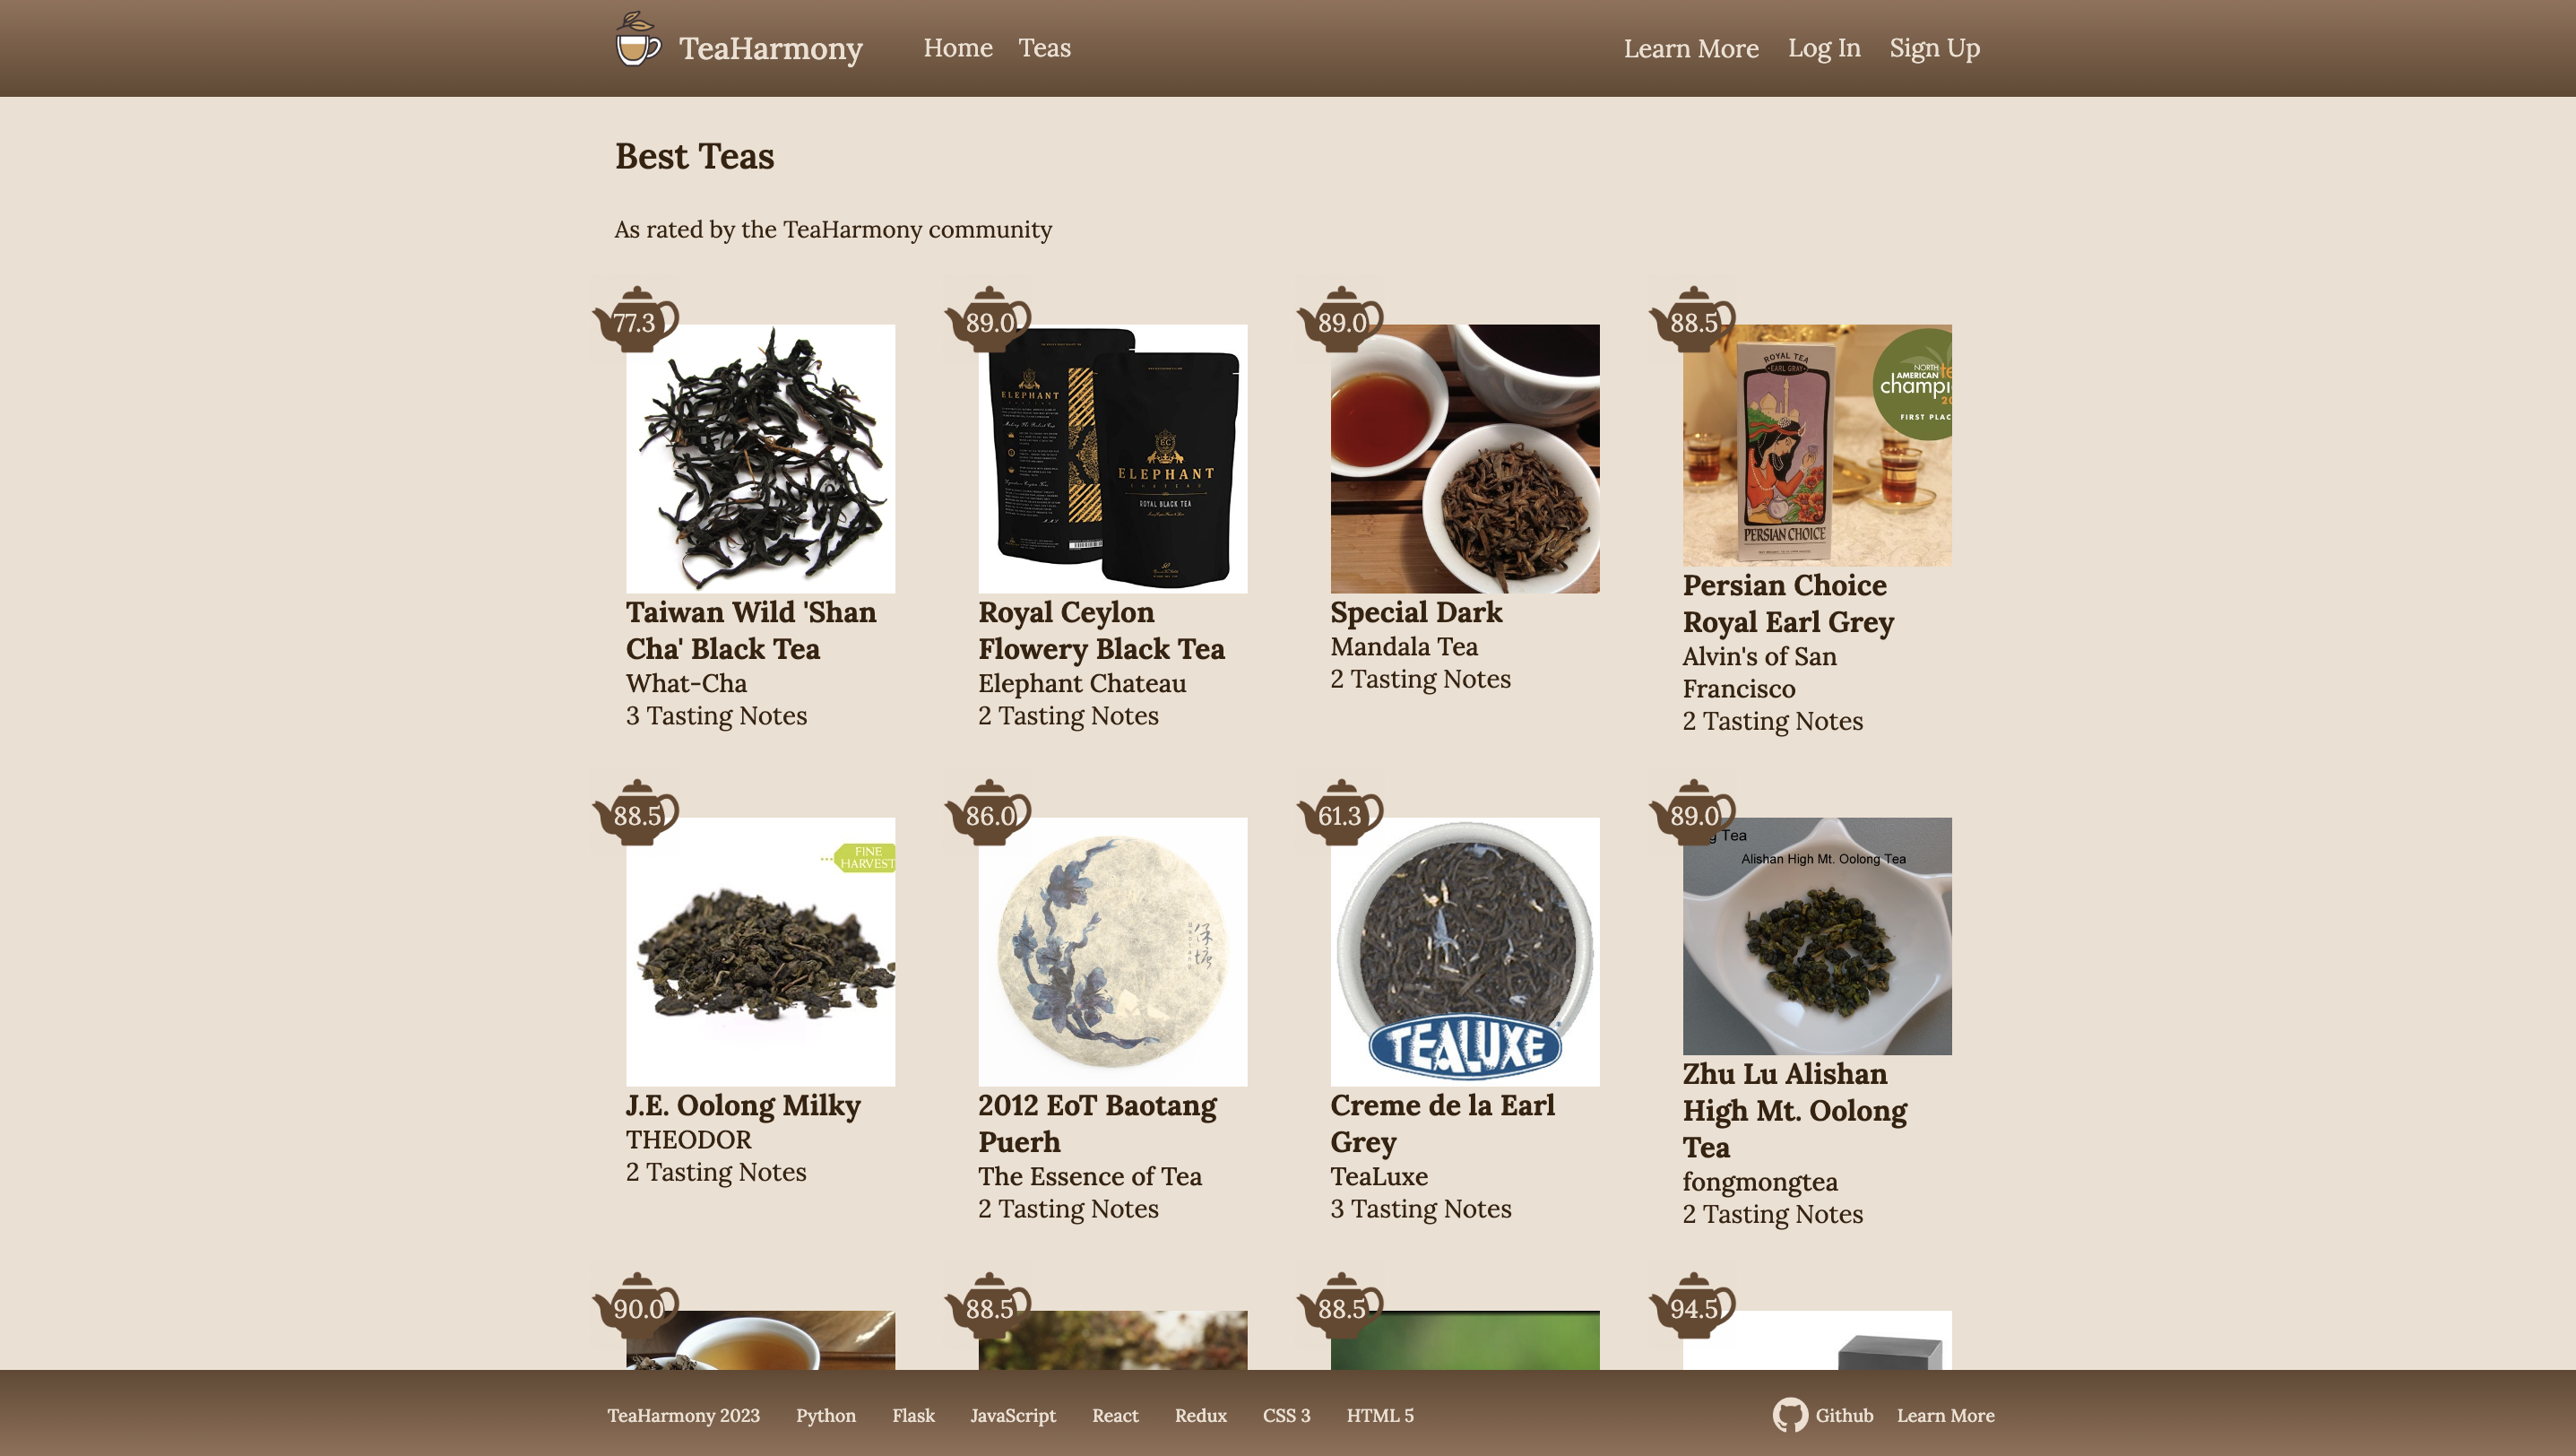 TeaHarmony
Home
Teas
Learn More
Log In
Sign Up
Best Teas
As rated by the TeaHarmony community
77.3
89.0
89.0
88.5
ELEPHANT
EC
ELEPHANT
ROYAL BLACK TEA
ROYAL TEA
EARL GRAY
PERSIAN CHOICE
NORTH
AMERICAN
champi
FIRST PLAC
Taiwan Wild 'Shan
Cha' Black Tea
What-Cha
3 Tasting Notes
Royal Ceylon
Flowery Black Tea
Elephant Chateau
2 Tasting Notes
Special Dark
Mandala Tea
2 Tasting Notes
Persian Choice
Royal Earl Grey
Alvin's of San
Francisco
2 Tasting Notes
88.5
86.0
61.3
89.0
FINE
HARVEST
TEALUXE
g Tea
Alishan High Mt. Oolong Tea
J.E. Oolong Milky
THEODOR
2 Tasting Notes
2012 EoT Baotang
Puerh
The Essence of Tea
2 Tasting Notes
Creme de la Earl
Grey
TeaLuxe
3 Tasting Notes
Zhu Lu Alishan
High Mt. Oolong
Tea
fongmongtea
2 Tasting Notes
90.0
88.5
88.5
94.5
TeaHarmony 2023
Python
Flask
JavaScript
React
Redux
CSS 3
HTML 5
Github
Learn More